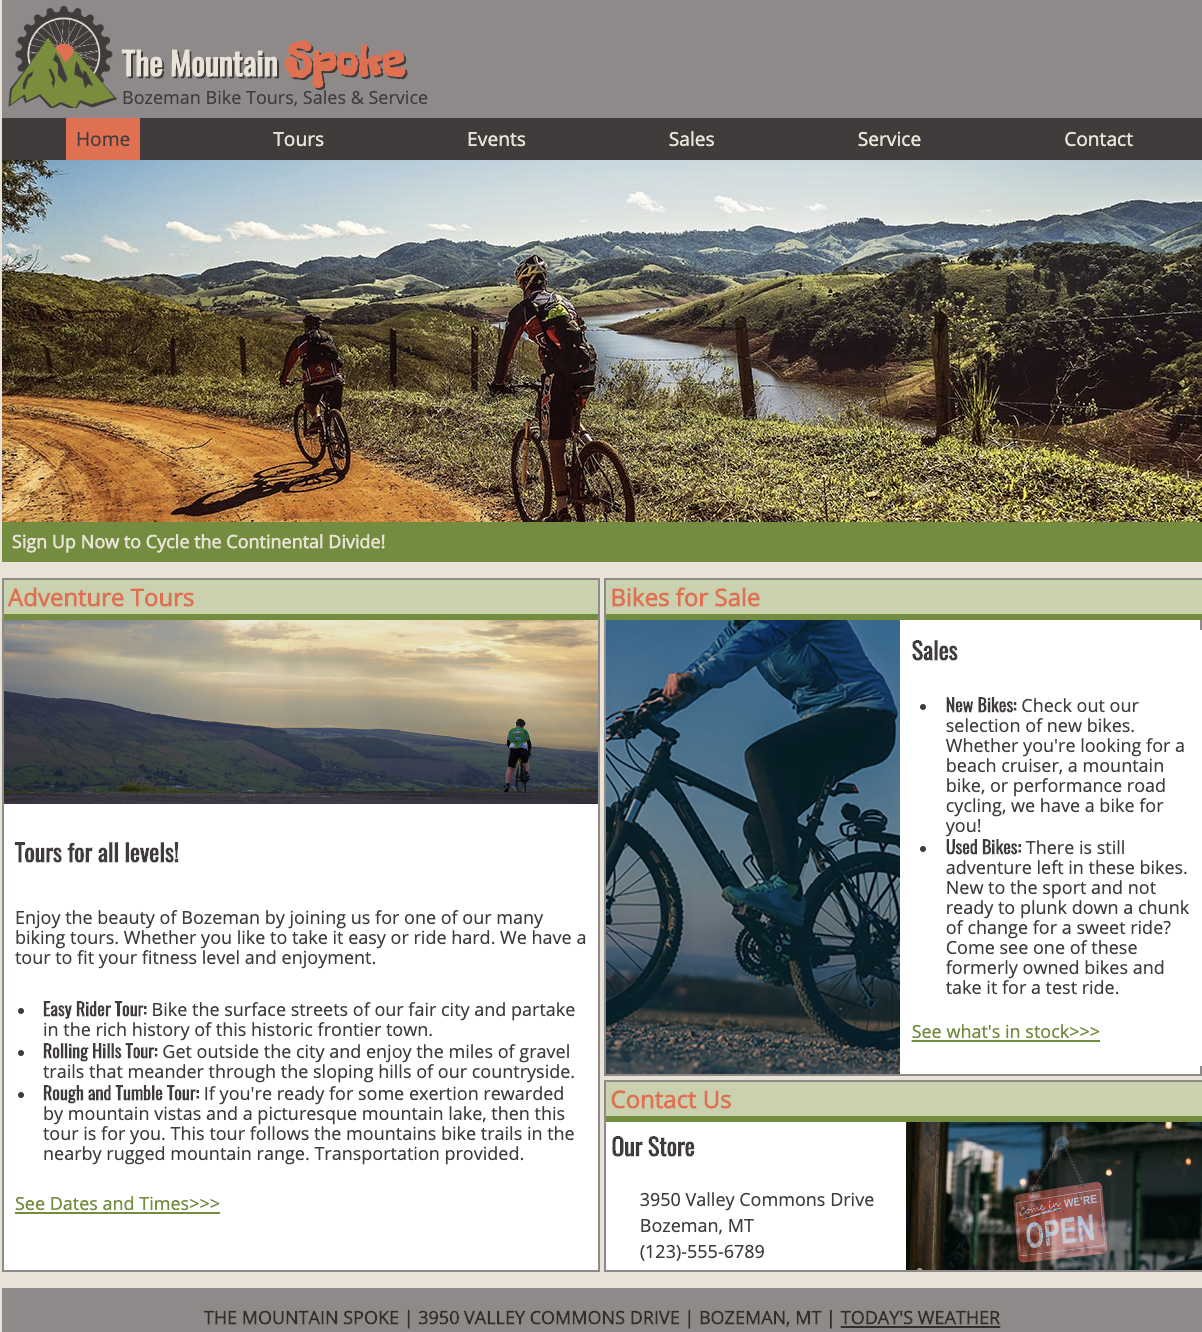 The Mountain Spoke
Bozeman Bike Tours, Sales & Service
Home Tours Events Sales Service Contact
Sign Up Now to Cycle the Continental Divide!
Adventure Tours
Tours for all levels!
Enjoy the beauty of Bozeman by joining us for one of our many
biking tours. Whether you like to take it easy or ride hard. We have a
tour to fit your fitness level and enjoyment.
• Easy Rider Tour: Bike the surface streets of our fair city and partake
in the rich history of this historic frontier town.
• Rolling Hills Tour: Get outside the city and enjoy the miles of gravel
trails that meander through the sloping hills of our countryside.
• Rough and Tumble Tour: If you're ready for some exertion rewarded
by mountain vistas and a picturesque mountain lake, then this
tour is for you. This tour follows the mountains bike trails in the
nearby rugged mountain range. Transportation provided.
See Dates and Times>>>
Bikes for Sale
Sales
• New Bikes: Check out our
selection of new bikes.
Whether you're looking for a
beach cruiser, a mountain
bike, or performance road
cycling, we have a bike for
you!
• Used Bikes: There is still
adventure left in these bikes.
New to the sport and not
ready to plunk down a chunk
of change for a sweet ride?
Come see one of these
formerly owned bikes and
take it for a test ride.
See what's in stock>>>
Contact Us
Our Store
3950 Valley Commons Drive
Bozeman, MT
(123)-555-6789
Come in WE'RE
OPEN
THE MOUNTAIN SPOKE | 3950 VALLEY COMMONS DRIVE | BOZEMAN, MT | TODAY'S WEATHER